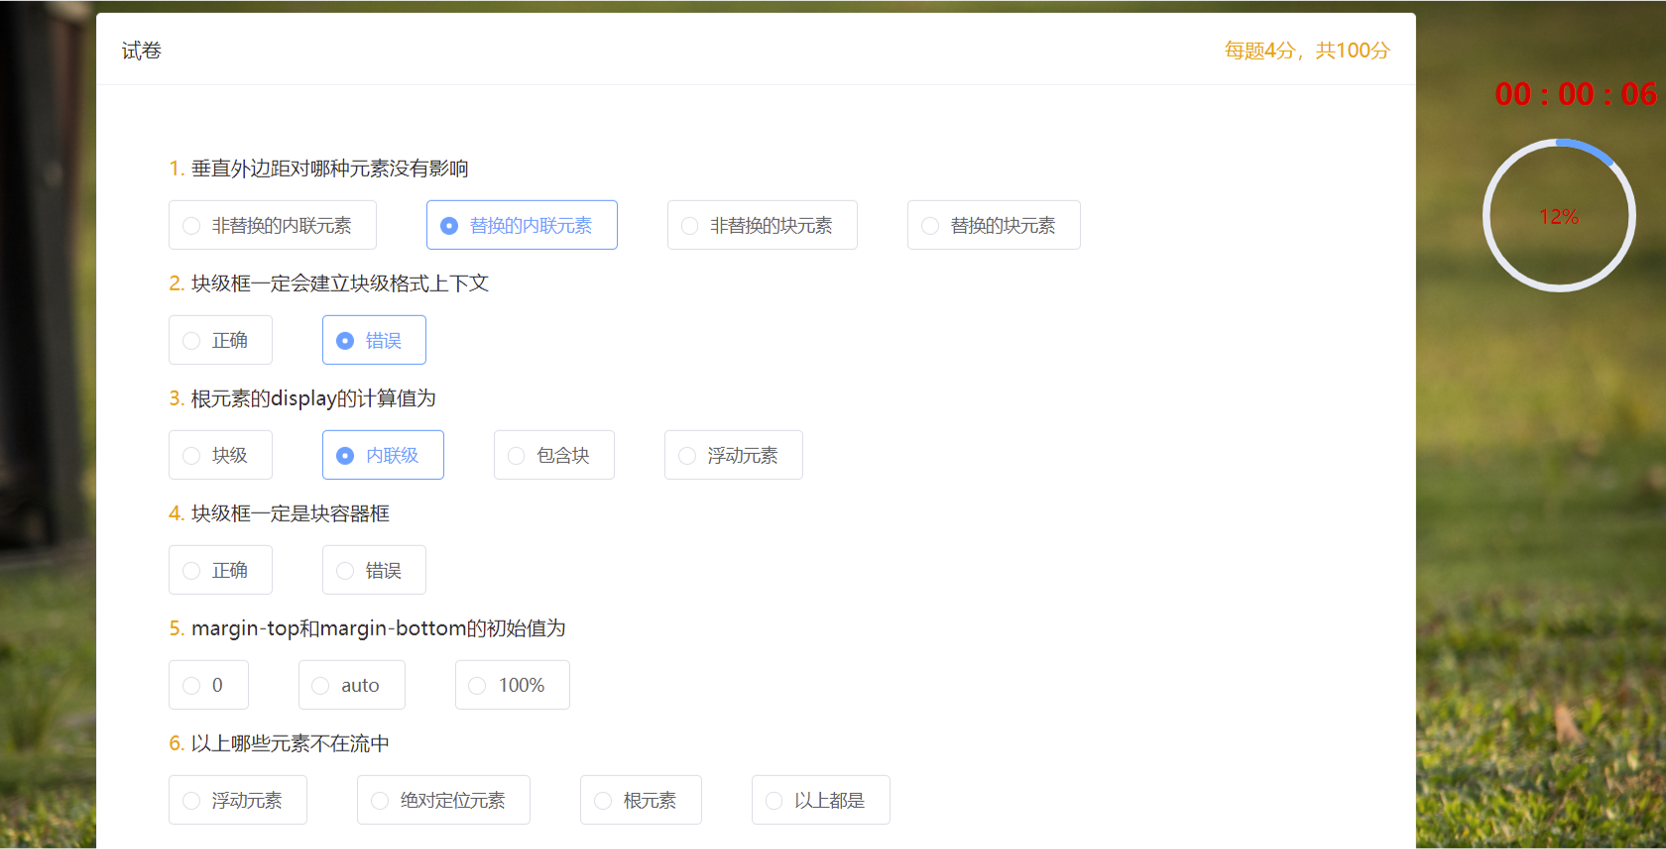 试卷
每题4分，共100分
00 : 00 : 06
12%
1. 垂直外边距对哪种元素没有影响
非替换的内联元素 替换的内联元素 非替换的块元素 替换的块元素
2. 块级框一定会建立块级格式上下文
正确 错误
3. 根元素的display的计算值为
块级 内联级 包含块 浮动元素
4. 块级框一定是块容器框
正确 错误
5. margin-top和margin-bottom的初始值为
0 auto 100%
6. 以上哪些元素不在流中
浮动元素 绝对定位元素 根元素 以上都是